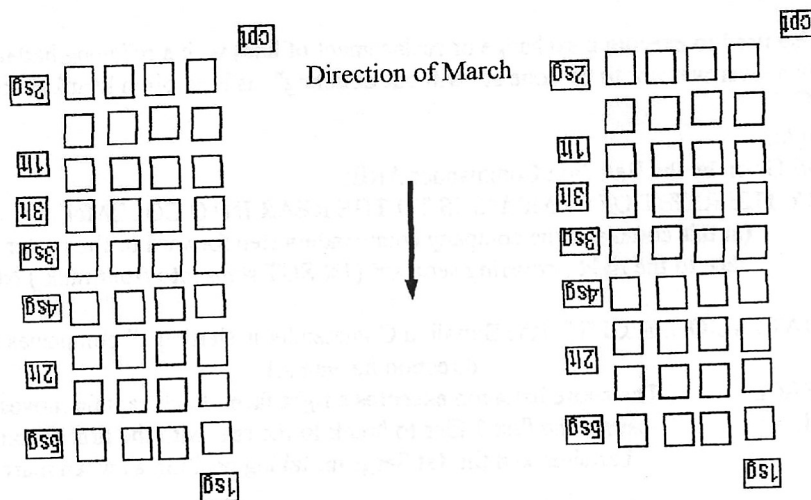 cpt
cpt
Direction of March
2sg
2sg
1lt
1lt
3lt
3lt
3sg
3sg
4sg
4sg
2lt
2lt
5sg
5sg
1sg
1sg